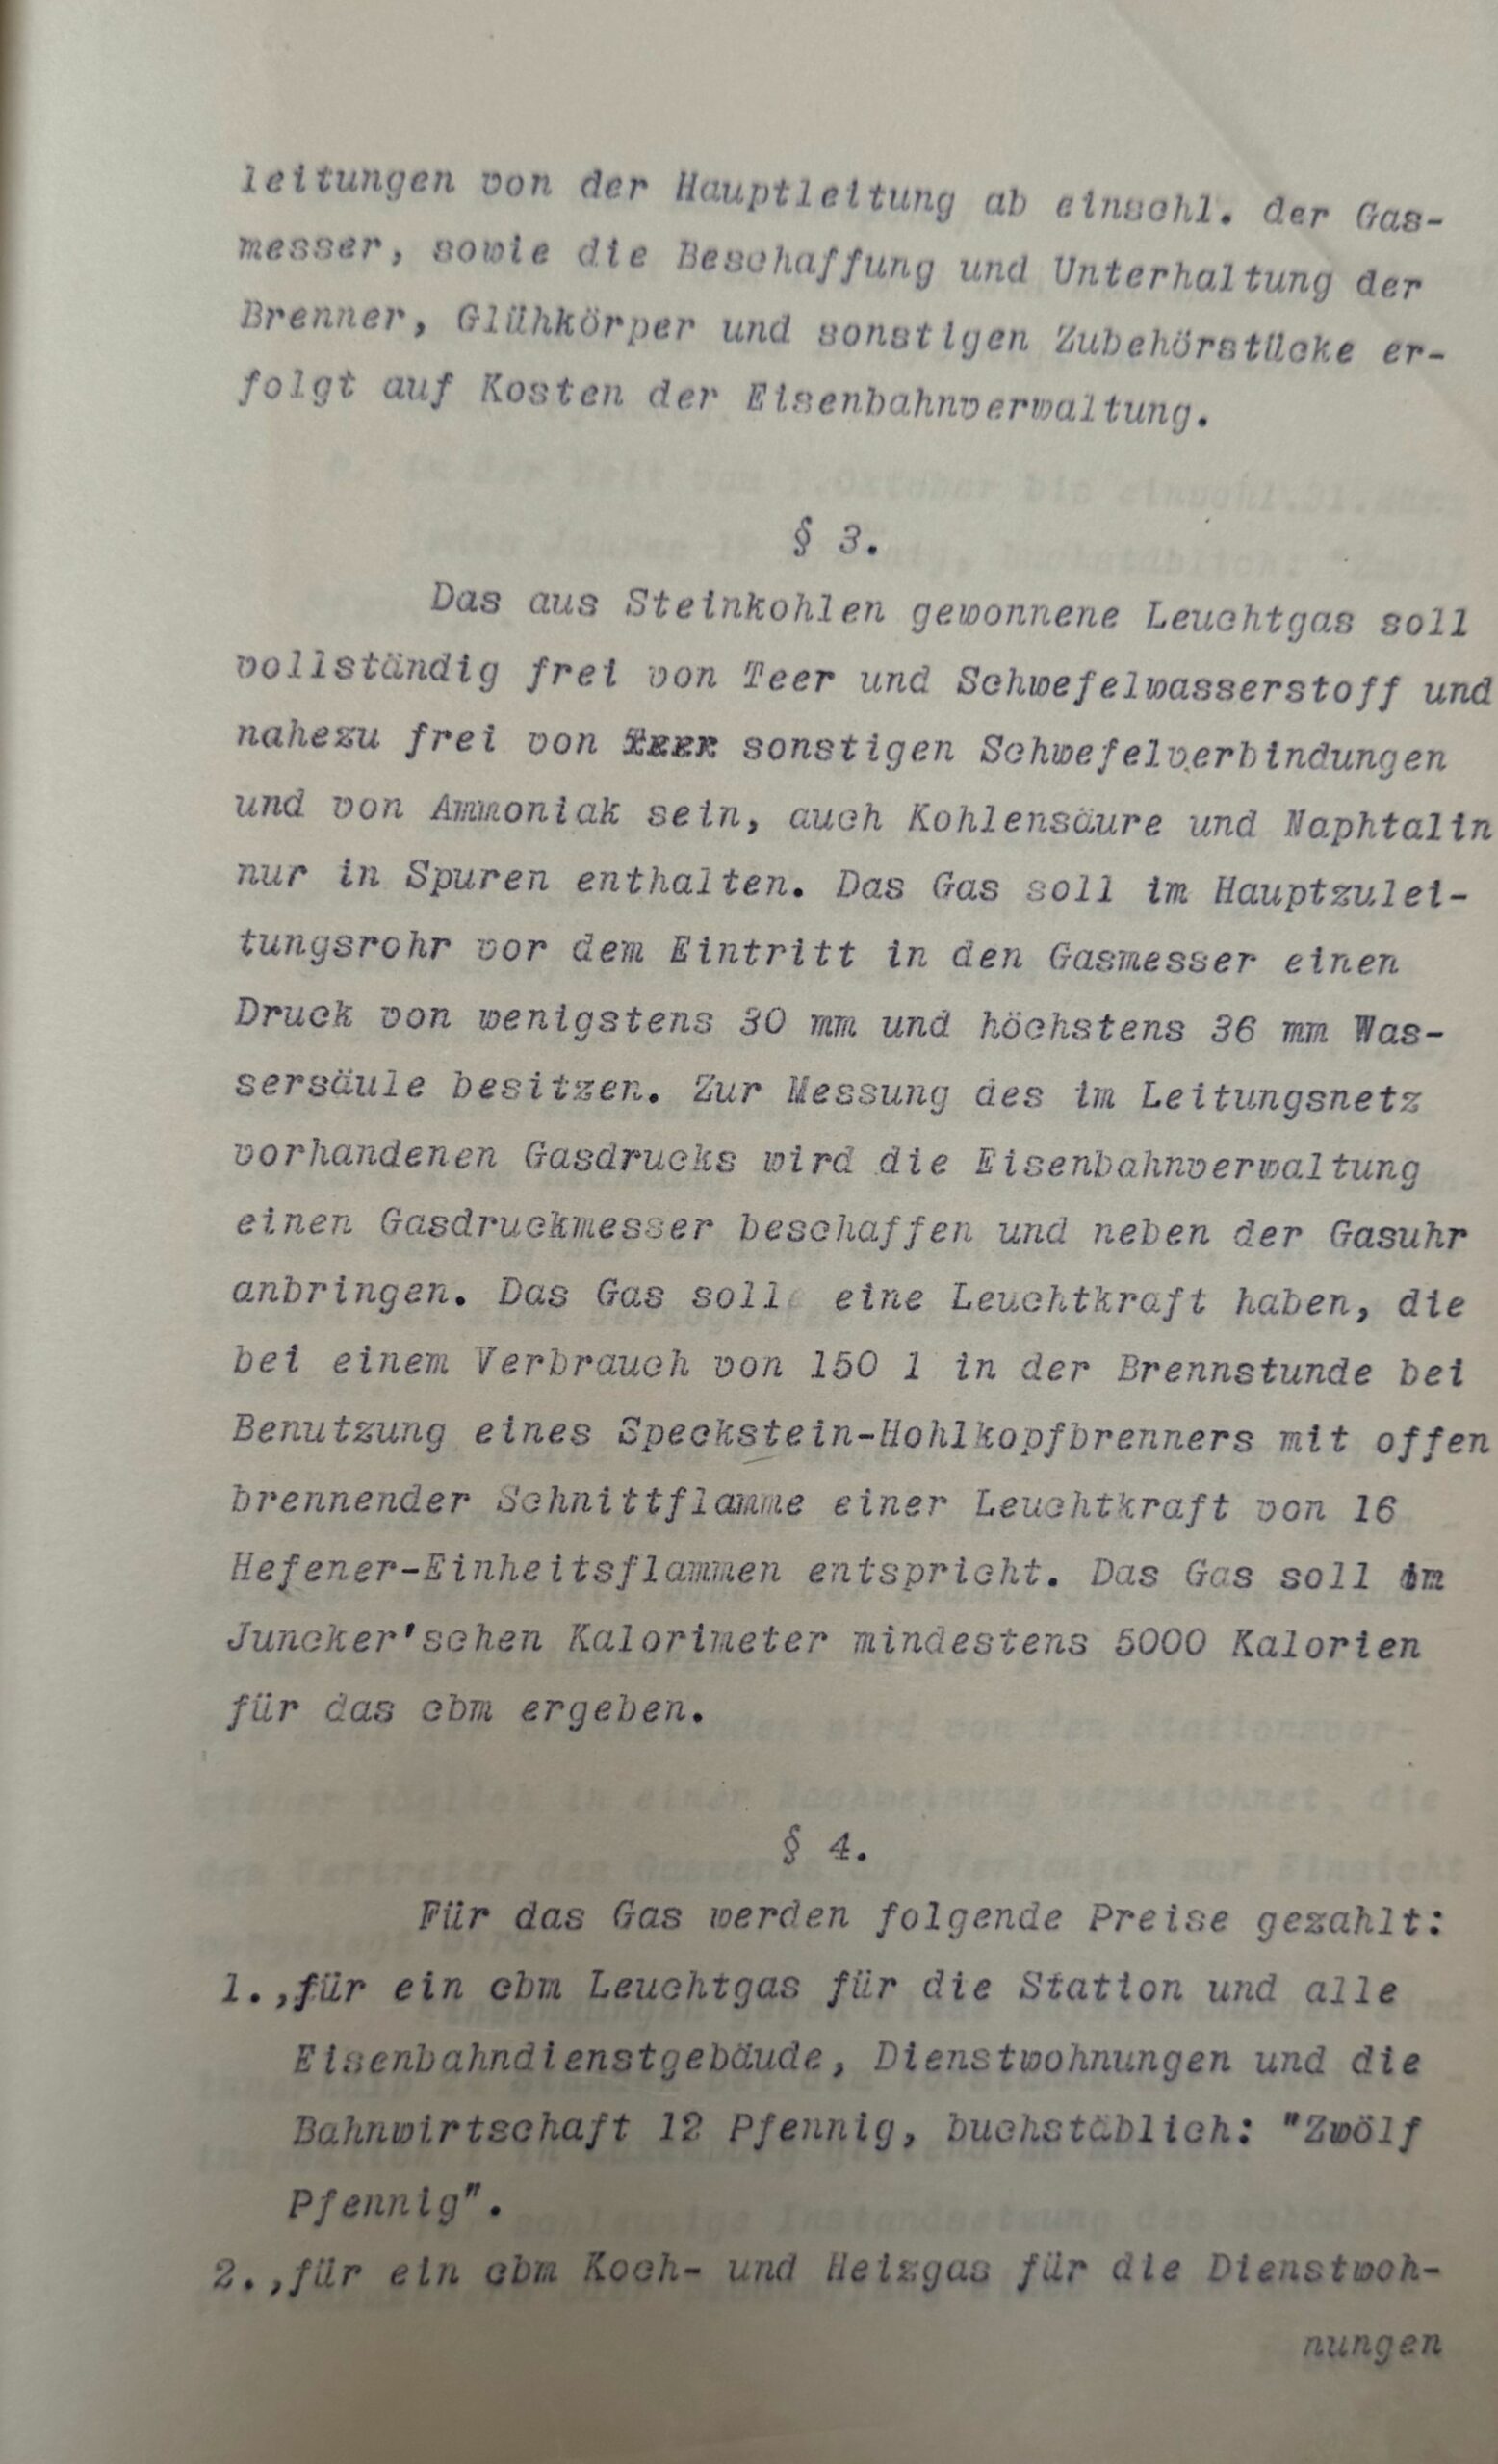 leitungen von der Hauptleitung ab einschl. der Gas-
messer, sowie die Beschaffung und Unterhaltung der
Brenner, Glühkörper und sonstigen Zubehörstücke er-
folgt auf Kosten der Eisenbahnverwaltung.
§ 3.
Das aus Steinkohlen gewonnene Leuchtgas soll
vollständig frei von Teer und Schwefelwasserstoff und
nahezu frei von sonstigen Schwefelverbindungen
und von Ammoniak sein, auch Kohlensäure und Naphtalin
nur in Spuren enthalten. Das Gas soll im Hauptzulei-
tungsrohr vor dem Eintritt in den Gasmesser einen
Druck von wenigstens 30 mm und höchstens 36 mm Was-
sersäule besitzen. Zur Messung des im Leitungsnetz
vorhandenen Gasdrucks wird die Eisenbahnverwaltung
einen Gasdruckmesser beschaffen und neben der Gasuhr
anbringen. Das Gas soll eine Leuchtkraft haben, die
bei einem Verbrauch von 150 l in der Brennstunde bei
Benutzung eines Speckstein-Hohlkopfbrenners mit offen
brennender Schnittflamme einer Leuchtkraft von 16
Hefener-Einheitsflammen entspricht. Das Gas soll im
Juncker'schen Kalorimeter mindestens 5000 Kalorien
für das cbm ergeben.
§ 4.
Für das Gas werden folgende Preise gezahlt:
1.,für ein cbm Leuchtgas für die Station und alle
Eisenbahndienstgebäude, Dienstwohnungen und die
Bahnwirtschaft 12 Pfennig, buchstäblich: "Zwölf
Pfennig".
2.,für ein cbm Koch- und Heizgas für die Dienstwoh-
nungen